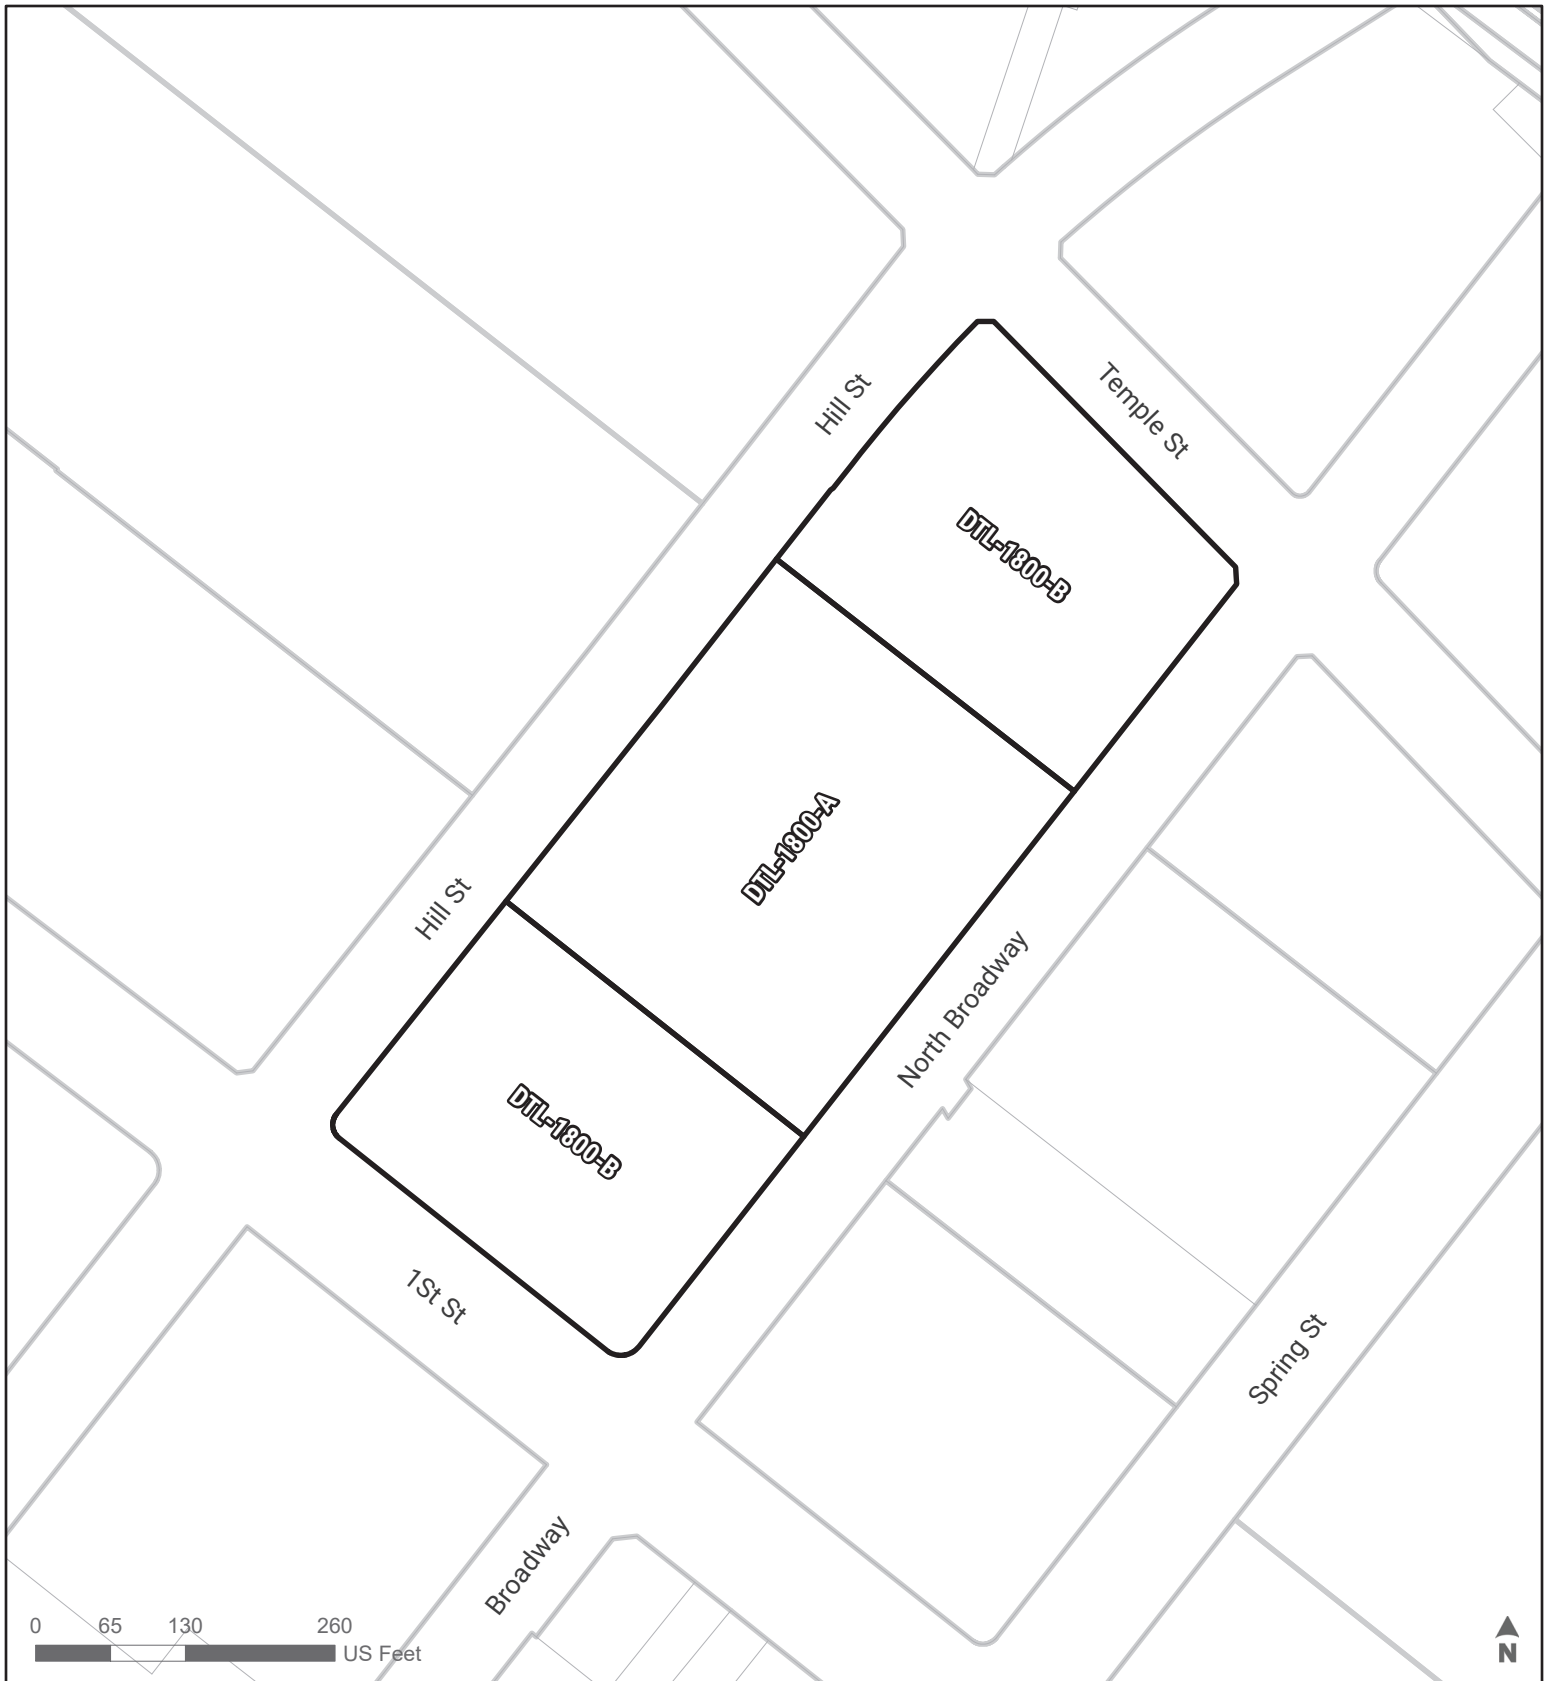 Hill St
Temple St
DTL-1800-B
DTL-1800-A
Hill St
North Broadway
DTL-1800-B
1St St
Spring St
Broadway
0 65 130 260
US Feet
N